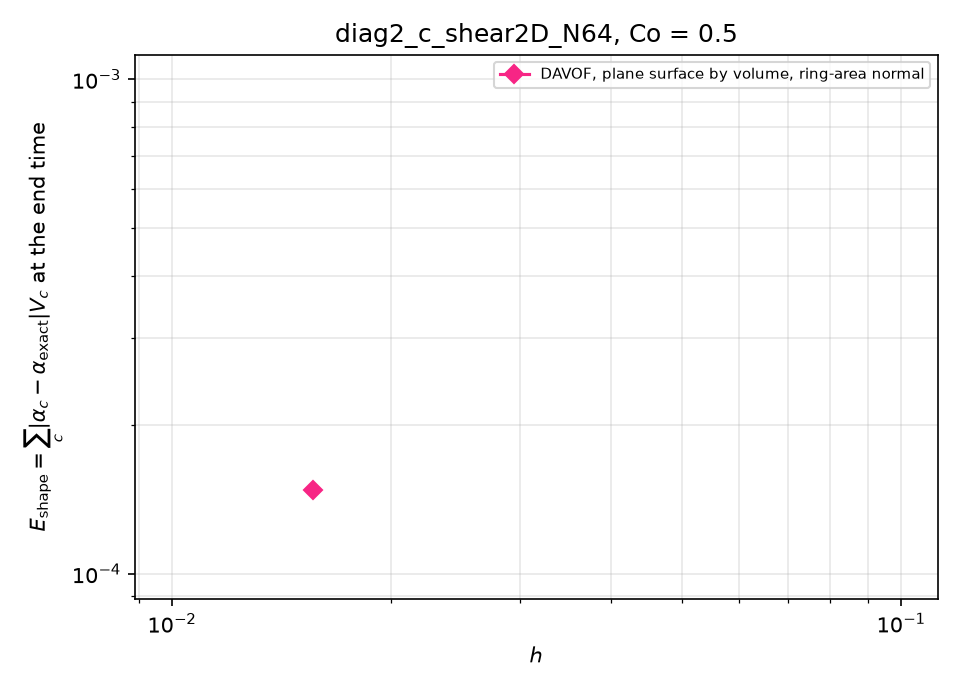 diag2_c_shear2D_N64, Co = 0.5
DAVOF, plane surface by volume, ring-area normal
E_shape = ∑_c |α_c − α_exact|V_c at the end time
10⁻³
10⁻⁴
10⁻²
10⁻¹
h